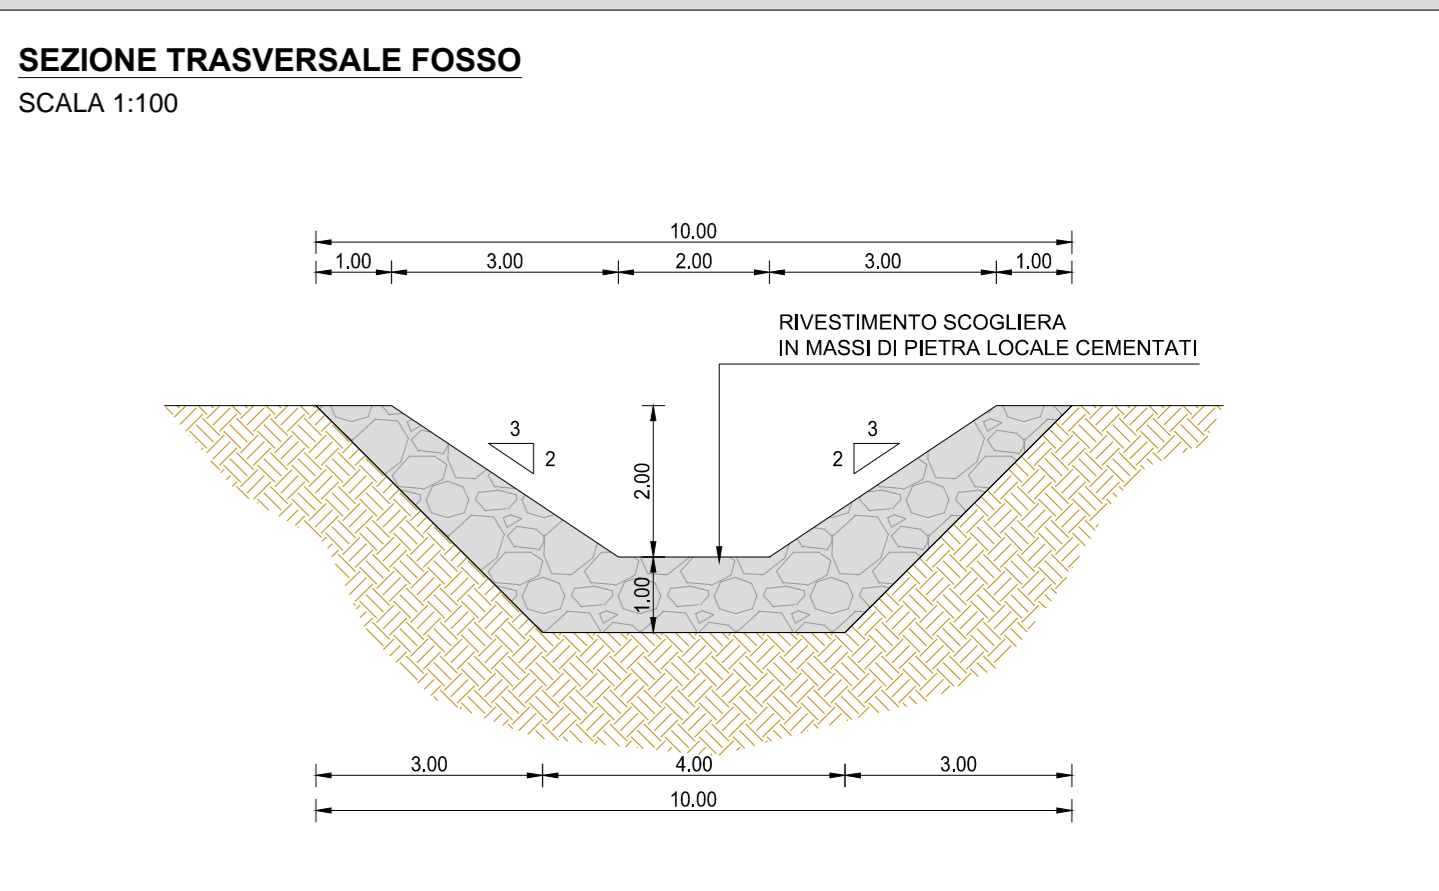 SEZIONE TRASVERSALE FOSSO
SCALA 1:100
10.00
1.00 3.00 2.00 3.00 1.00
RIVESTIMENTO SCOGLIERA
IN MASSI DI PIETRA LOCALE CEMENTATI
3 3
2 2
2.00
1.00
3.00 4.00 3.00
10.00